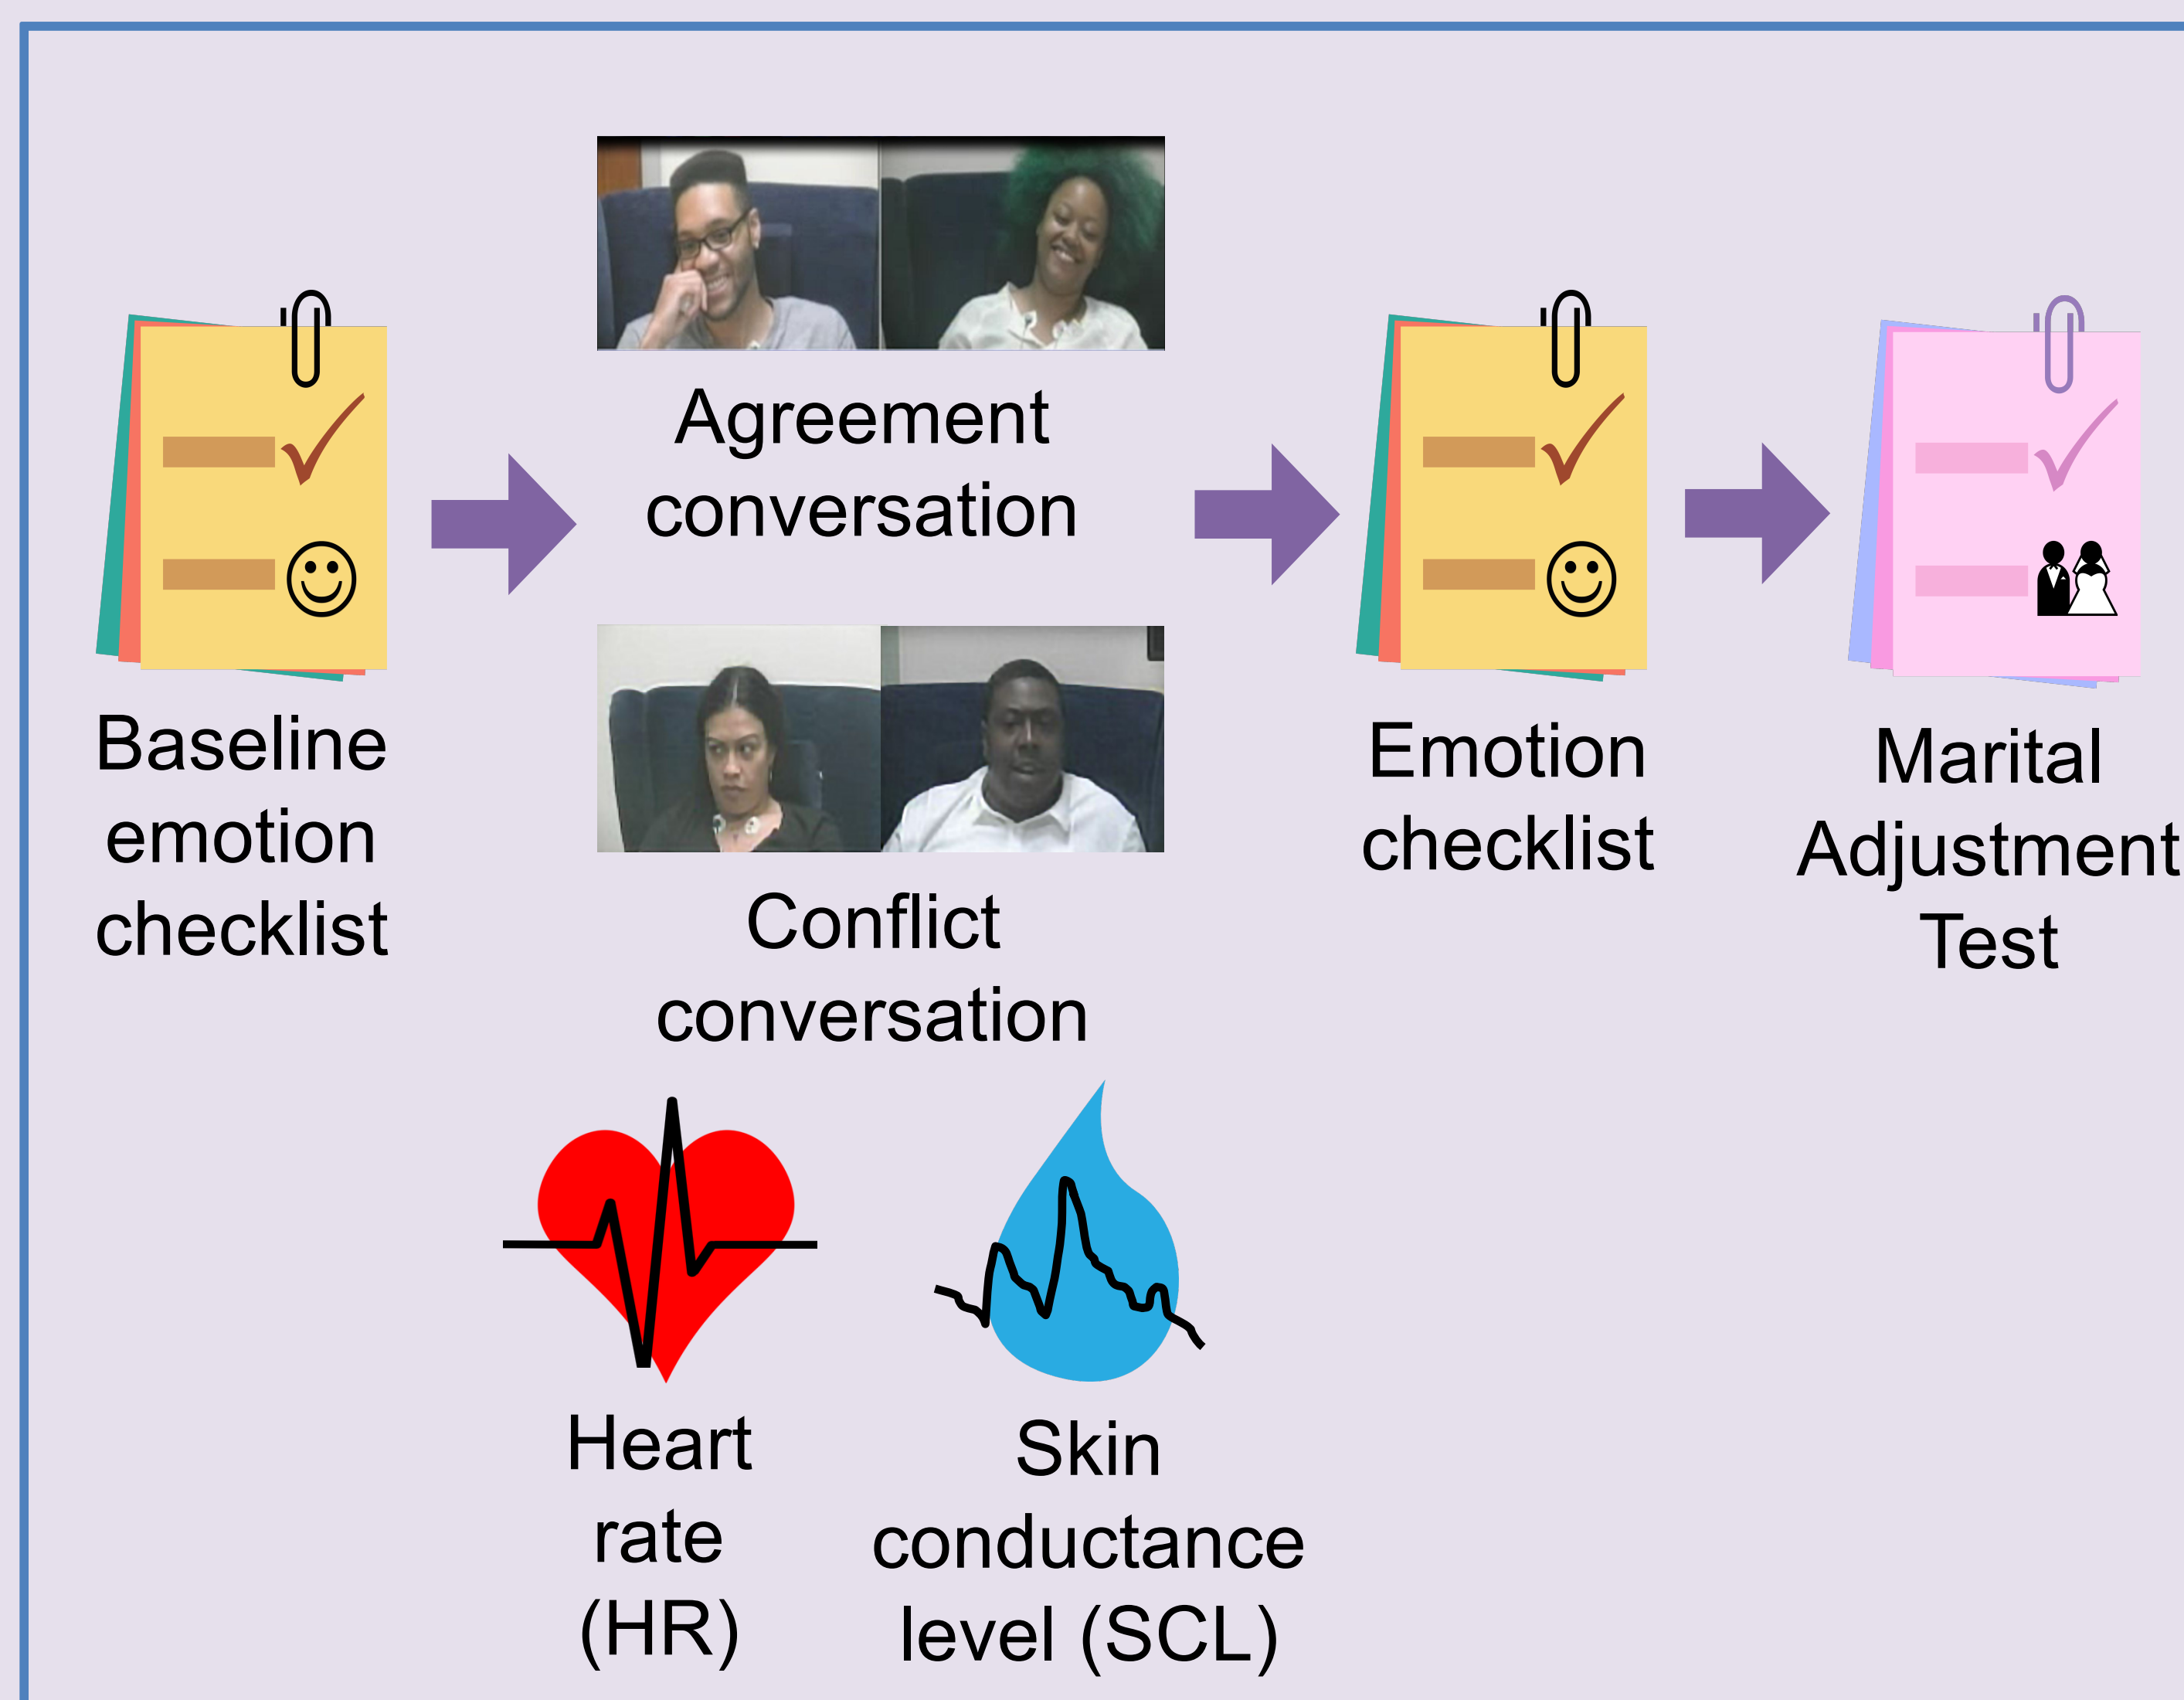 Agreement
conversation
Baseline
emotion
checklist
Conflict
conversation
Emotion
checklist
Marital
Adjustment
Test
Heart
rate
(HR)
Skin
conductance
level (SCL)